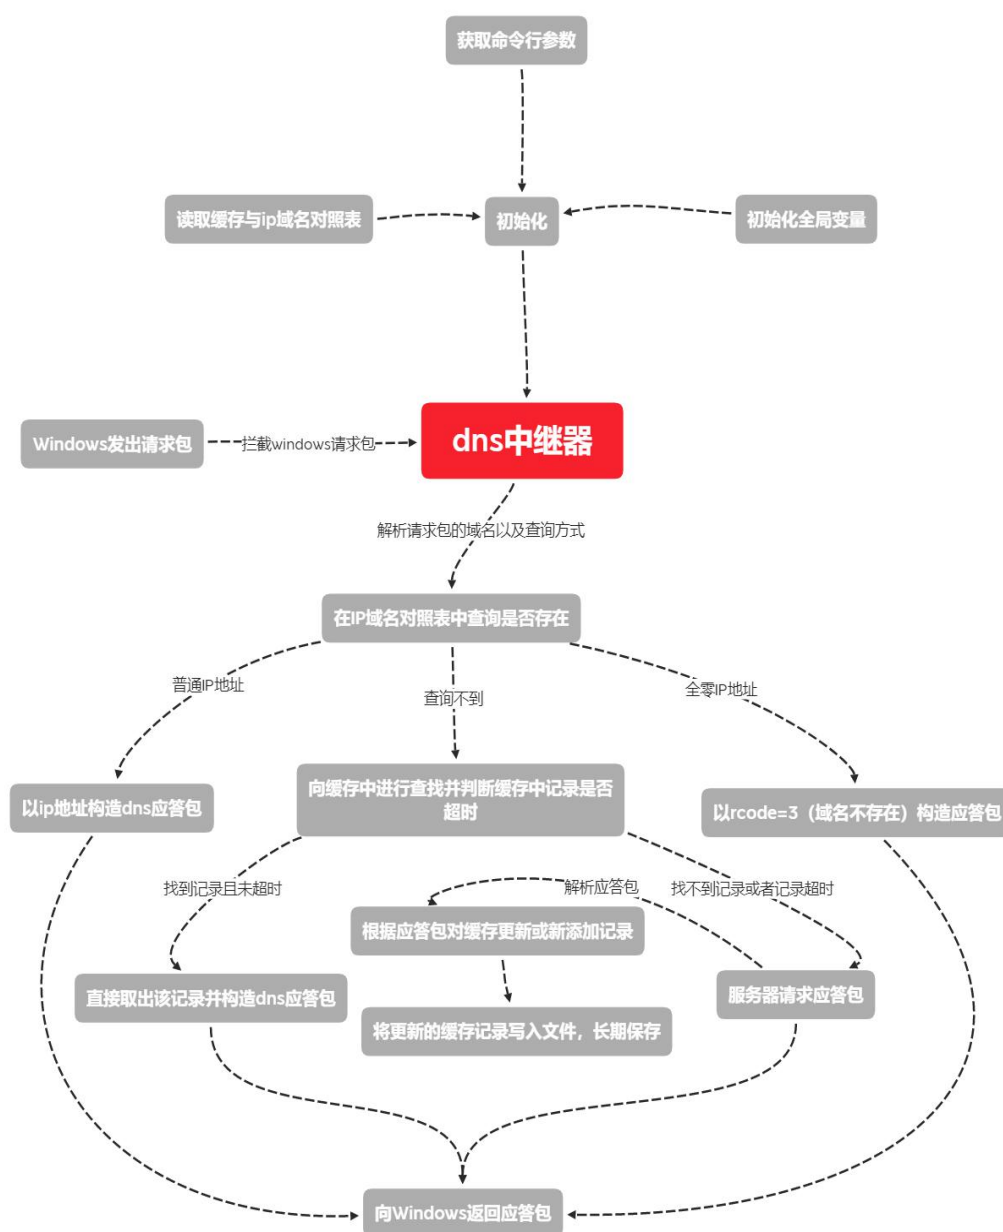 获取命令行参数
读取缓存与ip域名对照表
初始化
初始化全局变量
Windows发出请求包
拦截windows请求包
dns中继器
解析请求包的域名以及查询方式
在IP域名对照表中查询是否存在
普通IP地址
查询不到
全零IP地址
以ip地址构造dns应答包
向缓存中进行查找并判断缓存中记录是否
超时
以rcode=3（域名不存在）构造应答包
找到记录且未超时
解析应答包
找不到记录或者记录超时
根据应答包对缓存更新或新添加记录
直接取出该记录并构造dns应答包
服务器请求应答包
将更新的缓存记录写入文件，长期保存
向Windows返回应答包